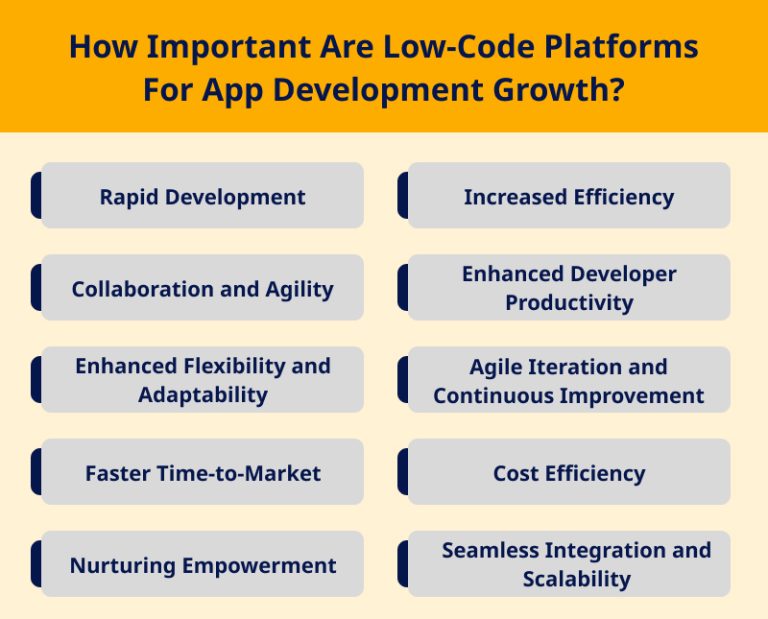 How Important Are Low-Code Platforms
For App Development Growth?
Rapid Development
Increased Efficiency
Collaboration and Agility
Enhanced Developer
Productivity
Enhanced Flexibility and
Adaptability
Agile Iteration and
Continuous Improvement
Faster Time-to-Market
Cost Efficiency
Nurturing Empowerment
Seamless Integration and
Scalability